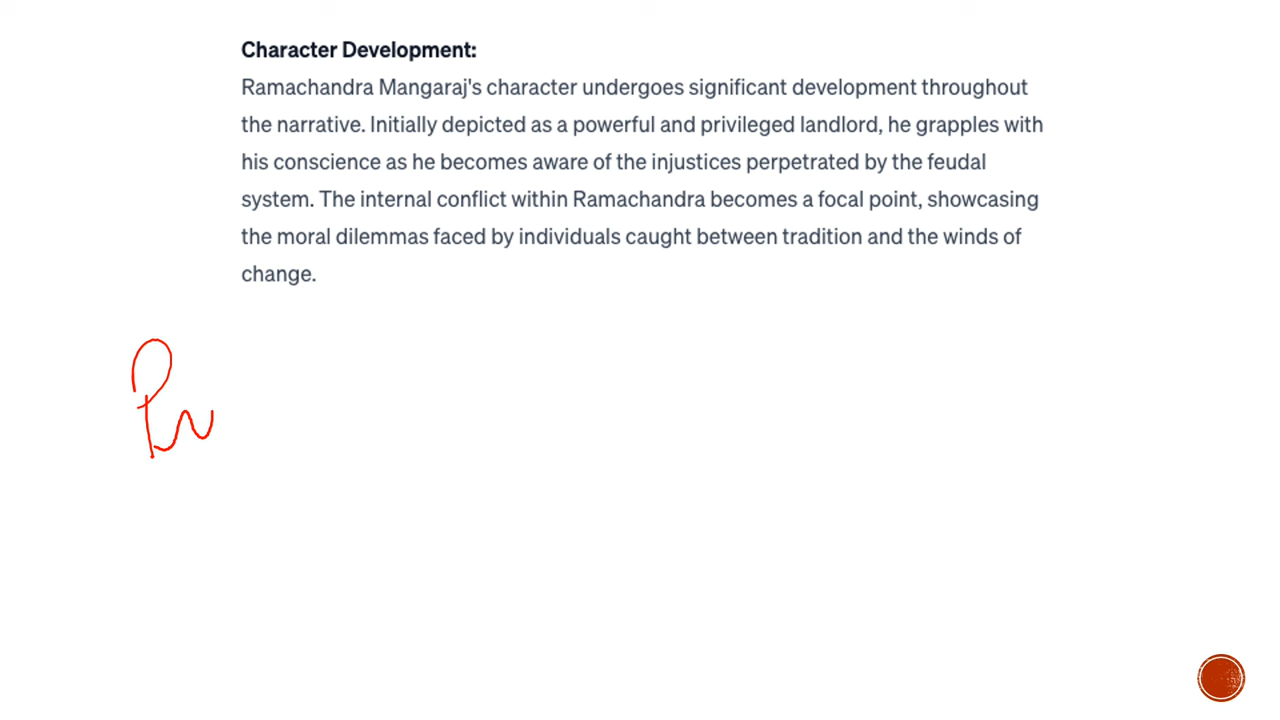 Character Development:
Ramachandra Mangaraj's character undergoes significant development throughout
the narrative. Initially depicted as a powerful and privileged landlord, he grapples with
his conscience as he becomes aware of the injustices perpetrated by the feudal
system. The internal conflict within Ramachandra becomes a focal point, showcasing
the moral dilemmas faced by individuals caught between tradition and the winds of
change.